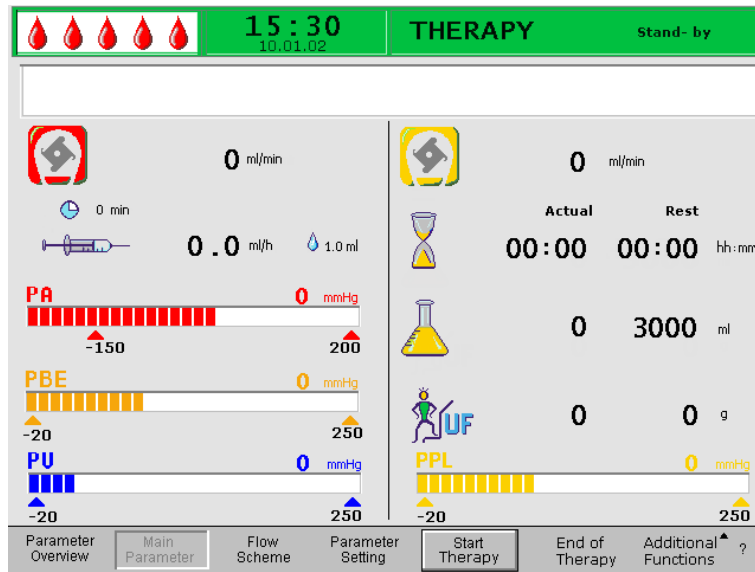 15:30 THERAPY Stand- by
10.01.02
0 ml/min
0 ml/min
0 min
Actual Rest
0.0 ml/h 1.0 ml
00:00 00:00 hh:mm
PA 0 mmHg
-150 200
0 3000 ml
PBE 0 mmHg
-20 250
UF 0 0 g
PV 0 mmHg
-20 250
PPL 0 mmHg
-20 250
Parameter Overview
Main Parameter
Flow Scheme
Parameter Setting
Start Therapy
End of Therapy
Additional Functions
?